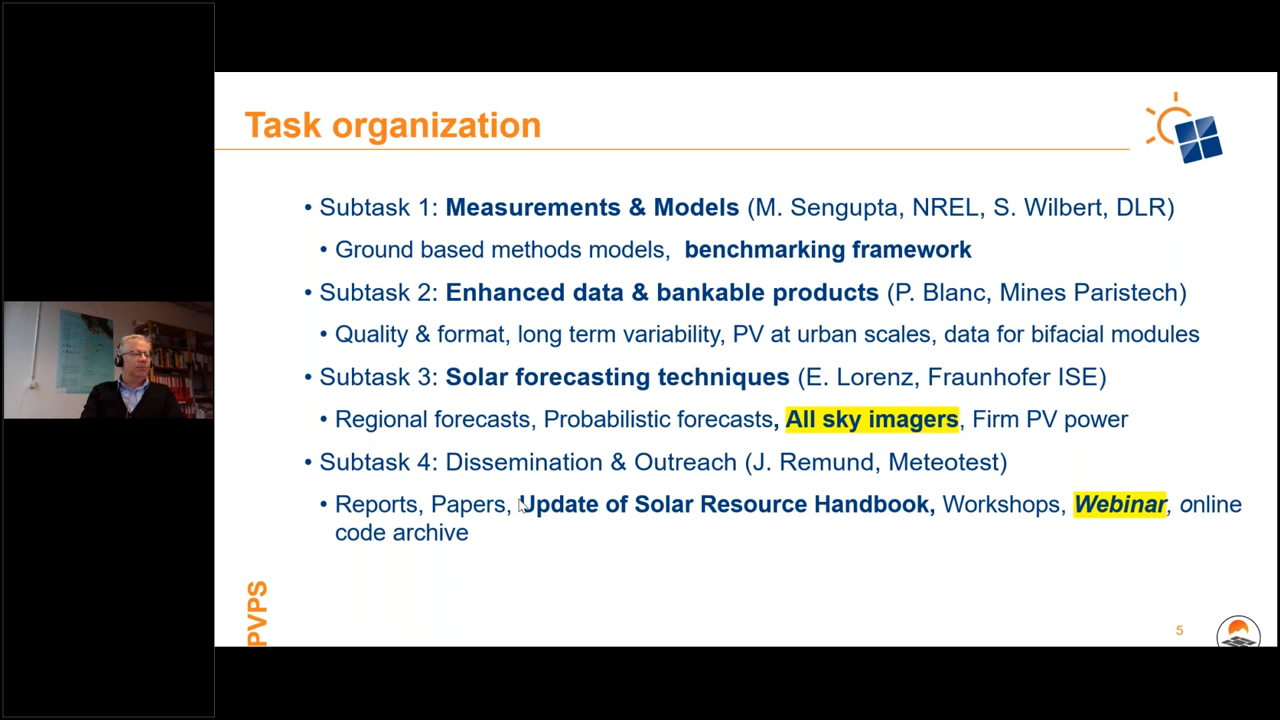 Task organization
• Subtask 1: Measurements & Models (M. Sengupta, NREL, S. Wilbert, DLR)
• Ground based methods models, benchmarking framework
• Subtask 2: Enhanced data & bankable products (P. Blanc, Mines Paristech)
• Quality & format, long term variability, PV at urban scales, data for bifacial modules
• Subtask 3: Solar forecasting techniques (E. Lorenz, Fraunhofer ISE)
• Regional forecasts, Probabilistic forecasts, All sky imagers, Firm PV power
• Subtask 4: Dissemination & Outreach (J. Remund, Meteotest)
• Reports, Papers, Update of Solar Resource Handbook, Workshops, Webinar, online
code archive
PVPS
5